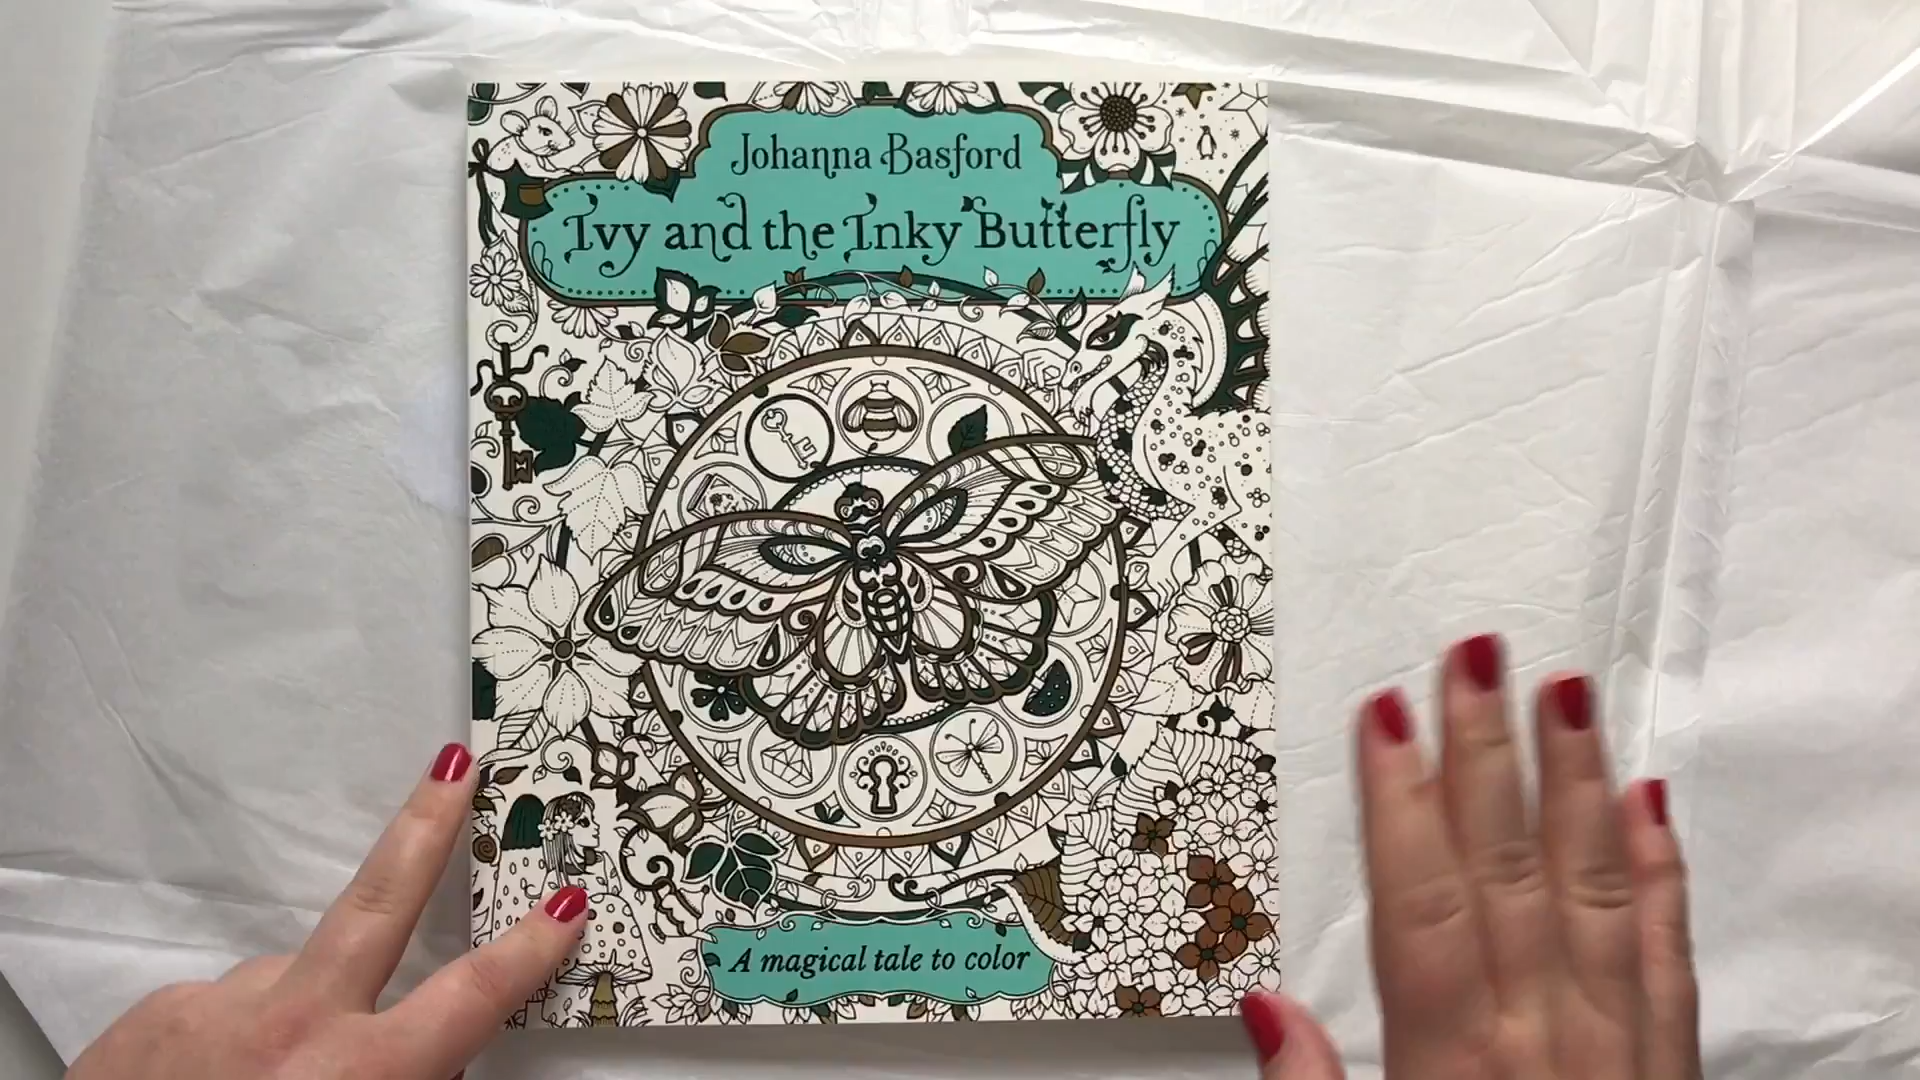 Johanna Basford
Ivy and the Inky Butterfly
A magical tale to color